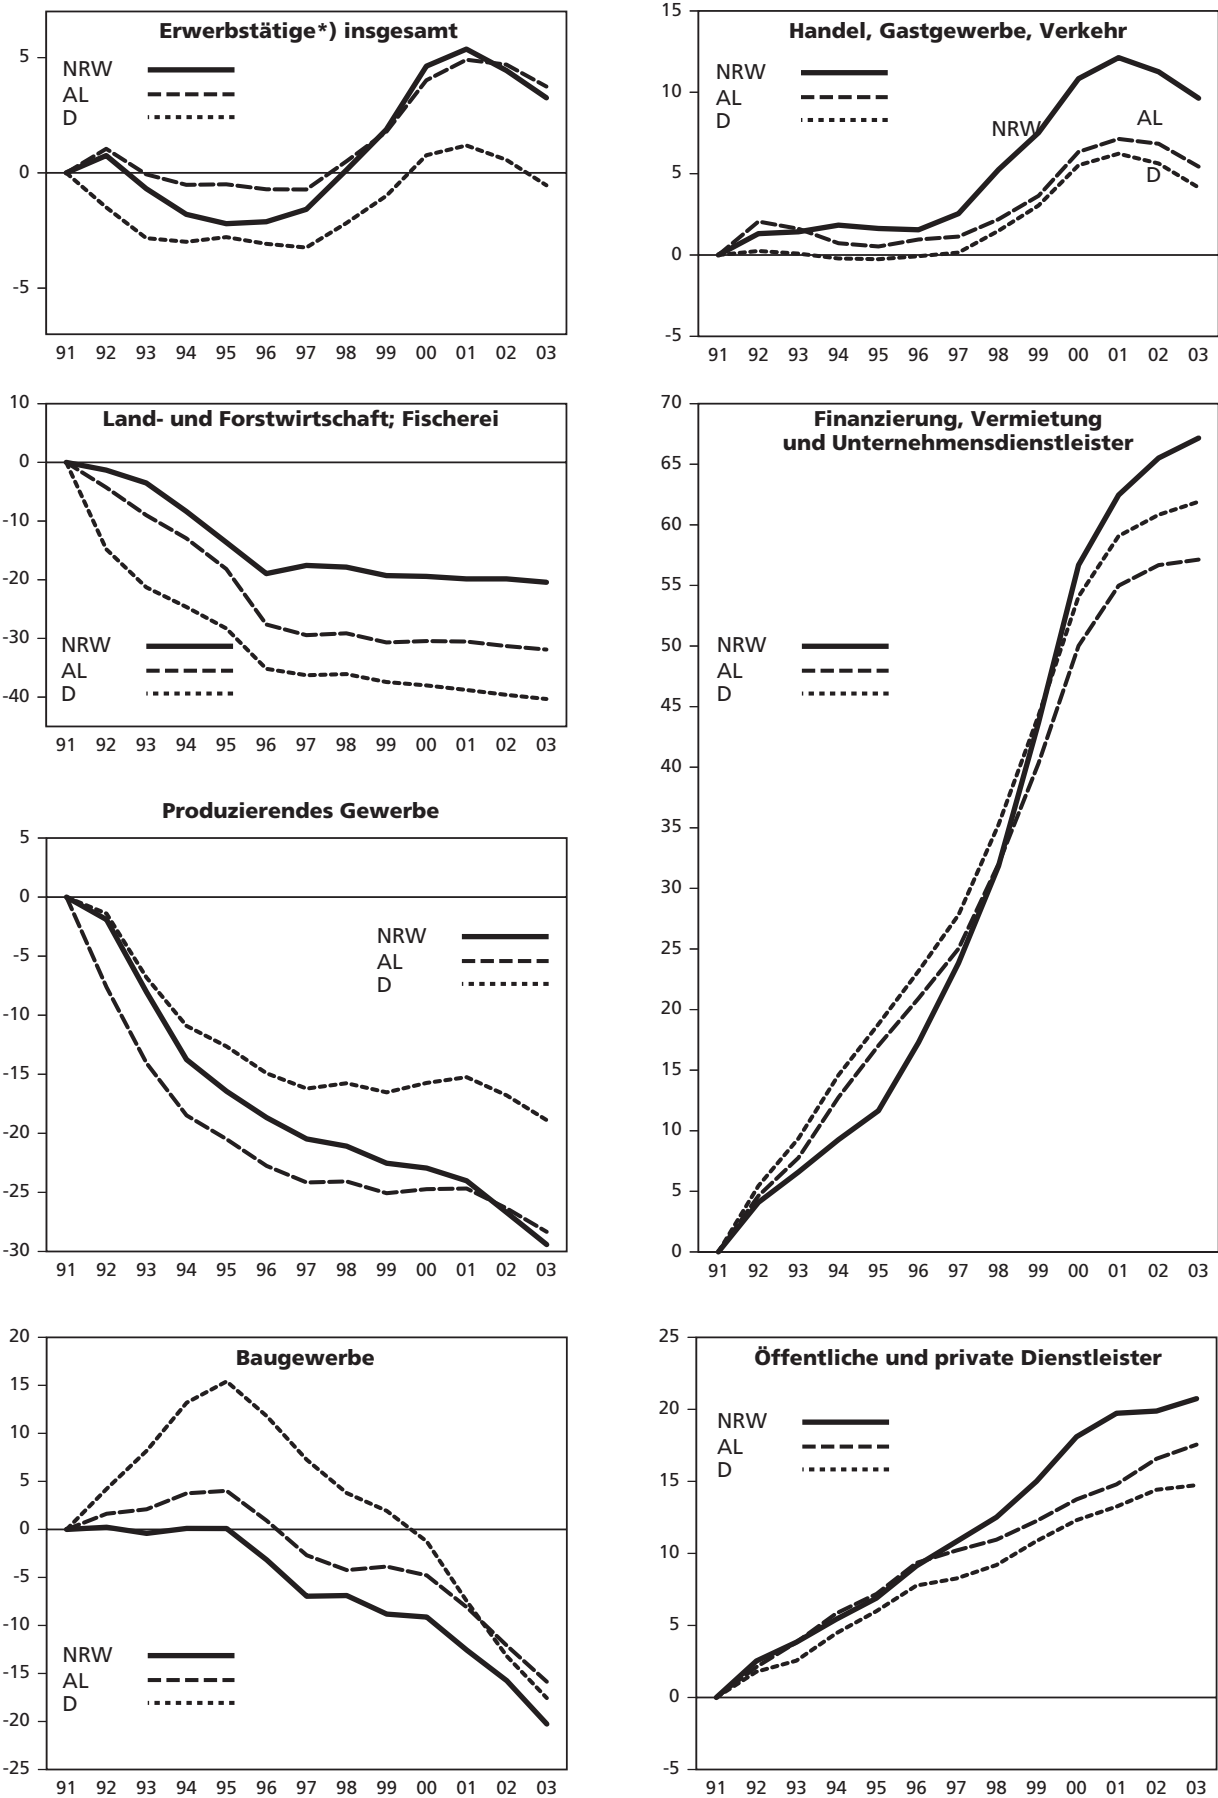 Erwerbstätige*) insgesamt
5
0
-5
NRW
AL
D
91 92 93 94 95 96 97 98 99 00 01 02 03
Land- und Forstwirtschaft; Fischerei
10
0
-10
-20
-30
-40
NRW
AL
D
91 92 93 94 95 96 97 98 99 00 01 02 03
Produzierendes Gewerbe
5
0
-5
-10
-15
-20
-25
-30
NRW
AL
D
91 92 93 94 95 96 97 98 99 00 01 02 03
Baugewerbe
20
15
10
5
0
-5
-10
-15
-20
-25
NRW
AL
D
91 92 93 94 95 96 97 98 99 00 01 02 03
Handel, Gastgewerbe, Verkehr
15
10
5
0
-5
NRW
AL
D
NRW
AL
D
91 92 93 94 95 96 97 98 99 00 01 02 03
Finanzierung, Vermietung
und Unternehmensdienstleister
70
65
60
55
50
45
40
35
30
25
20
15
10
5
0
NRW
AL
D
91 92 93 94 95 96 97 98 99 00 01 02 03
Öffentliche und private Dienstleister
25
20
15
10
5
0
-5
NRW
AL
D
91 92 93 94 95 96 97 98 99 00 01 02 03